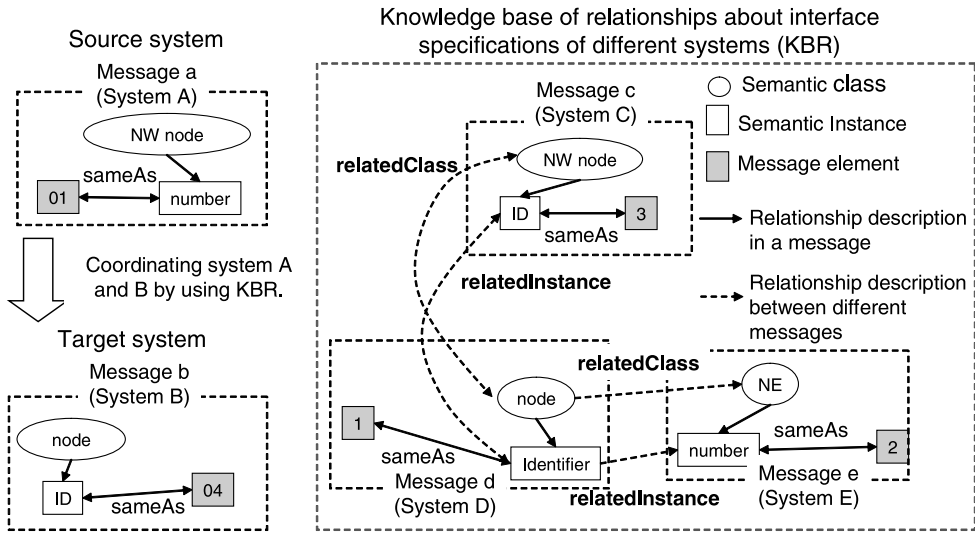 Source system
Message a
(System A)
NW node
sameAs
01
number
Coordinating system A
and B by using KBR.
Target system
Message b
(System B)
node
ID
sameAs
04
Knowledge base of relationships about interface
specifications of different systems (KBR)
Message c
(System C)
NW node
relatedClass
ID
3
sameAs
relatedInstance
Semantic class
Semantic Instance
Message element
Relationship description
in a message
Relationship description
between different
messages
relatedClass
node
NE
1
sameAs
Identifier
number
sameAs
2
Message d
(System D)
relatedInstance
Message e
(System E)